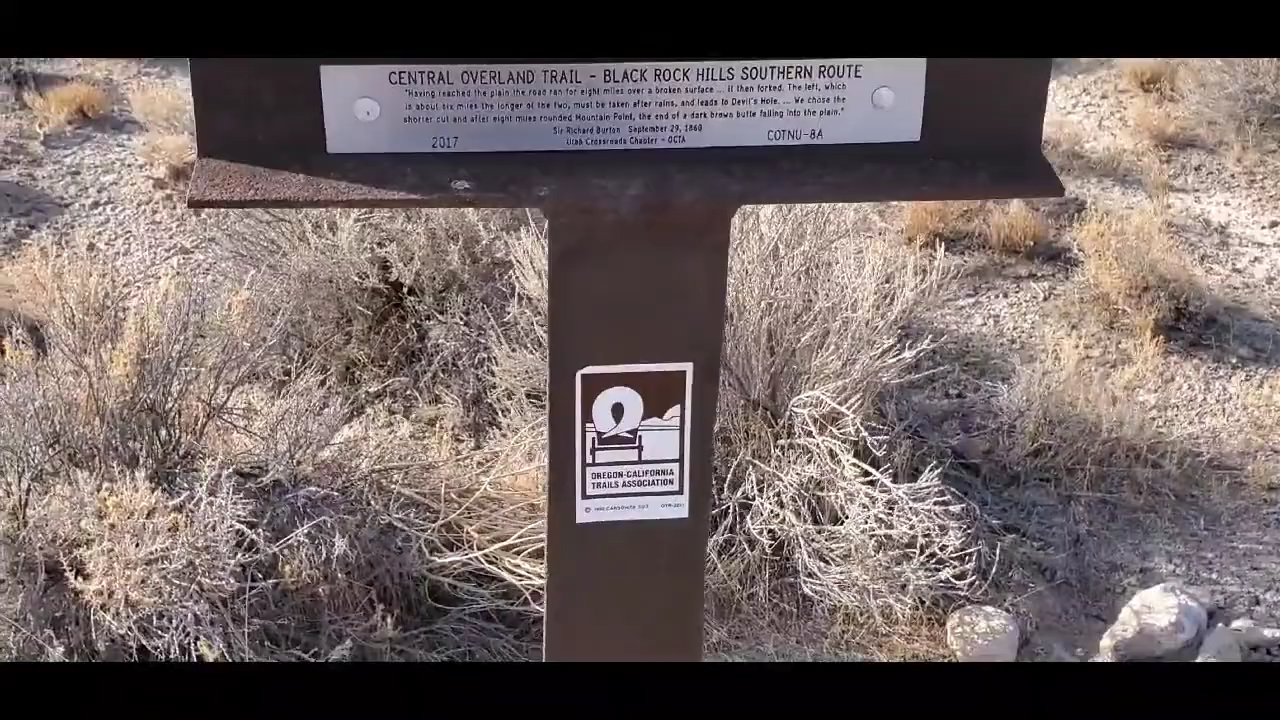 CENTRAL OVERLAND TRAIL - BLACK ROCK HILLS SOUTHERN ROUTE
"Having reached the plain the road ran for eight miles over a broken surface ... it then forked. The left, which
is about six miles the longer of the two, must be taken after rains, and leads to Devil's Hole. ... We chose the
shorter cut and after eight miles rounded Mountain Point, the end of a dark brown butte falling into the plain."
Sir Richard Burton September 29, 1860
2017 Utah Crossroads Chapter - OCTA COTNU-8A
OREGON-CALIFORNIA
TRAILS ASSOCIATION